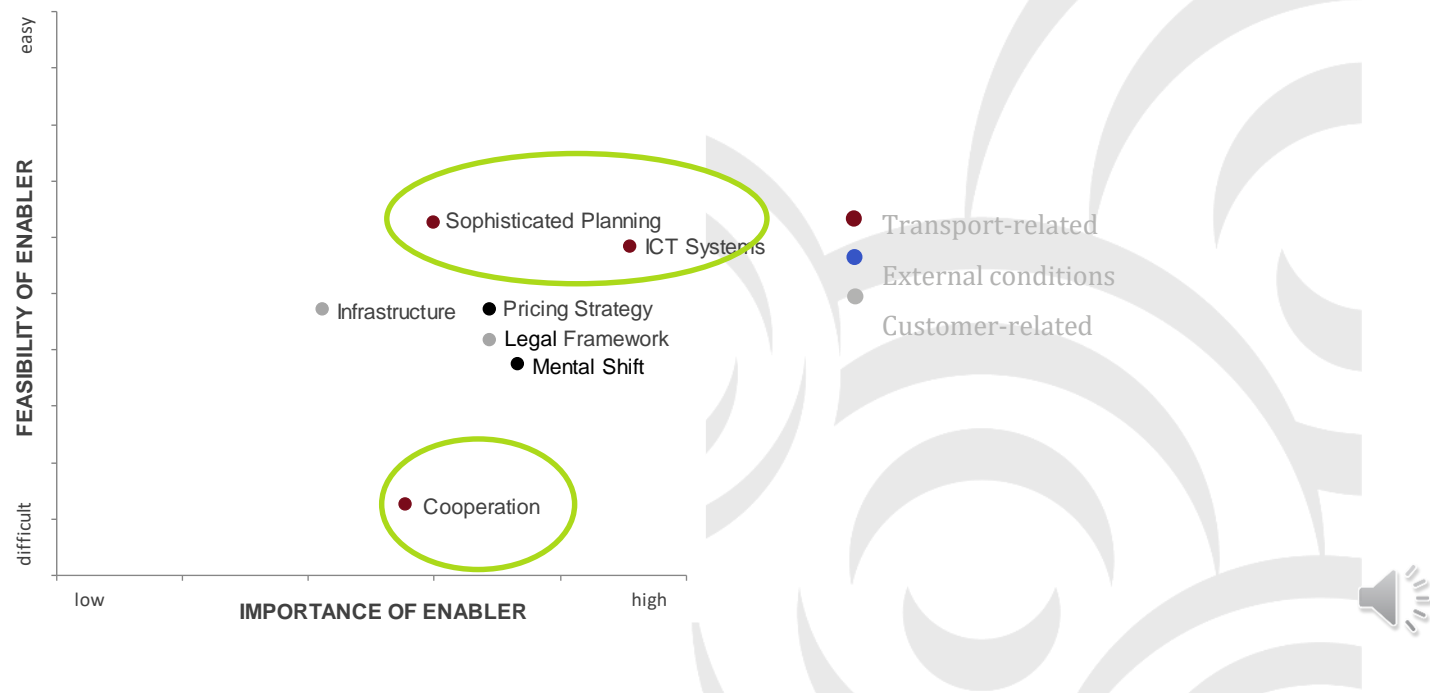 easy
FEASIBILITY OF ENABLER
difficult
Sophisticated Planning
ICT Systems
Infrastructure
Pricing Strategy
Legal Framework
Mental Shift
Cooperation
low
IMPORTANCE OF ENABLER
high
Transport-related
External conditions
Customer-related